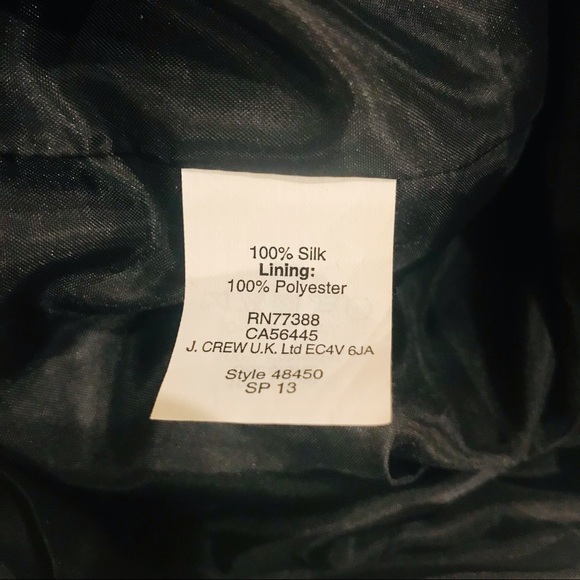 100% Silk
Lining:
100% Polyester
RN77388
CA56445
J. CREW U.K. Ltd EC4V 6JA
Style 48450
SP 13